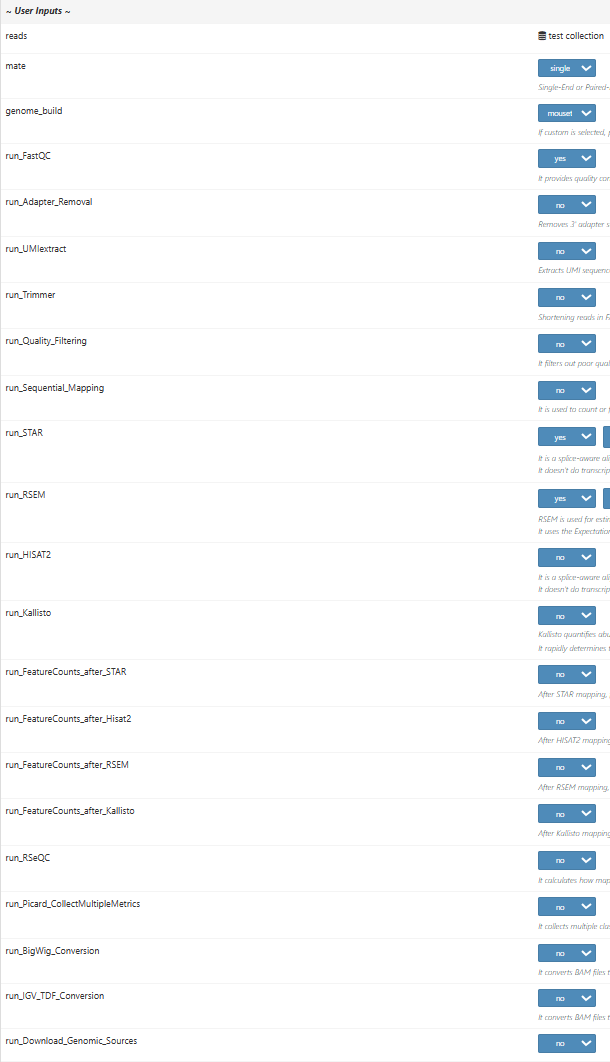 ~ User Inputs ~
reads test collection
mate single
Single-End or Paired-
genome_build mouse
If custom is selected,
run_FastQC yes
It provides quality con
run_Adapter_Removal no
Removes 3' adapter s
run_UMIextract no
Extracts UMI sequenc
run_Trimmer no
Shortening reads in F
run_Quality_Filtering no
It filters out poor qual
run_Sequential_Mapping no
It is used to count or f
run_STAR yes
It is a splice-aware ali
It doesn't do transcrip
run_RSEM yes
RSEM is used for estin
It uses the Expectation
run_HISAT2 no
It is a splice-aware ali
It doesn't do transcrip
run_Kallisto no
Kallisto quantifies abu
It rapidly determines t
run_FeatureCounts_after_STAR no
After STAR mapping,
run_FeatureCounts_after_Hisat2 no
After HISAT2 mapping
run_FeatureCounts_after_RSEM no
After RSEM mapping,
run_FeatureCounts_after_Kallisto no
After Kallisto mapping
run_RSeQC no
It calculates how map
run_Picard_CollectMultipleMetrics no
It collects multiple clas
run_BigWig_Conversion no
It converts BAM files t
run_IGV_TDF_Conversion no
It converts BAM files t
run_Download_Genomic_Sources no